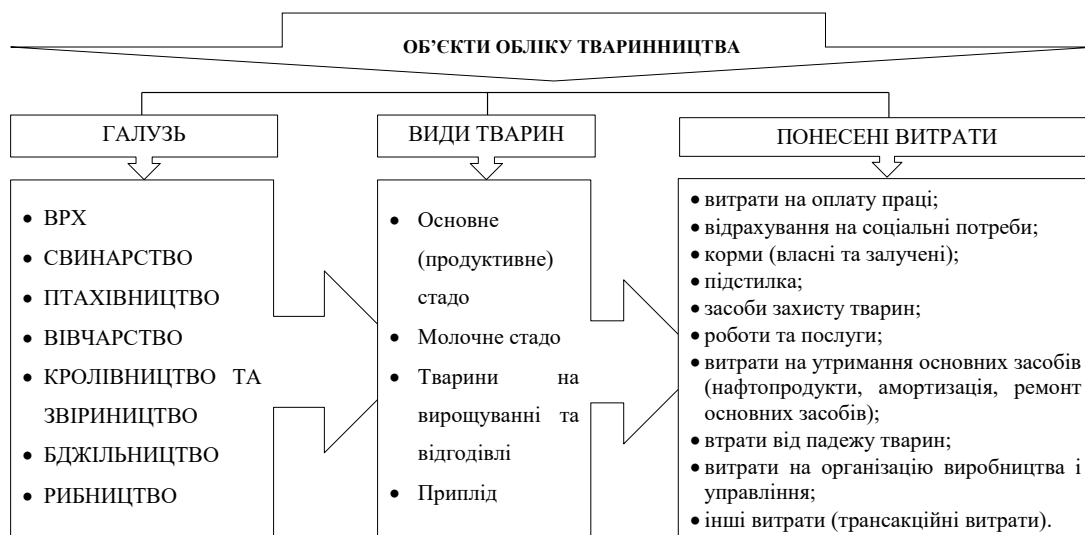 ОБ’ЄКТИ ОБЛІКУ ТВАРИННИЦТВА
ГАЛУЗЬ
ВИДИ ТВАРИН
ПОНЕСЕНІ ВИТРАТИ
• ВРХ
• СВИНАРСТВО
• ПТАХІВНИЦТВО
• ВІВЧАРСТВО
• КРОЛІВНИЦТВО ТА
ЗВІРИНИЦТВО
• БДЖІЛЬНИЦТВО
• РИБНИЦТВО
• Основне
(продуктивне)
стадо
• Молочне стадо
• Тварини на
вирощуванні та
відгодівлі
• Приплід
• витрати на оплату праці;
• відрахування на соціальні потреби;
• корми (власні та залучені);
• підстилка;
• засоби захисту тварин;
• роботи та послуги;
• витрати на утримання основних засобів
(нафтопродукти, амортизація, ремонт
основних засобів);
• втрати від падежу тварин;
• витрати на організацію виробництва і
управління;
• інші витрати (трансакційні витрати).